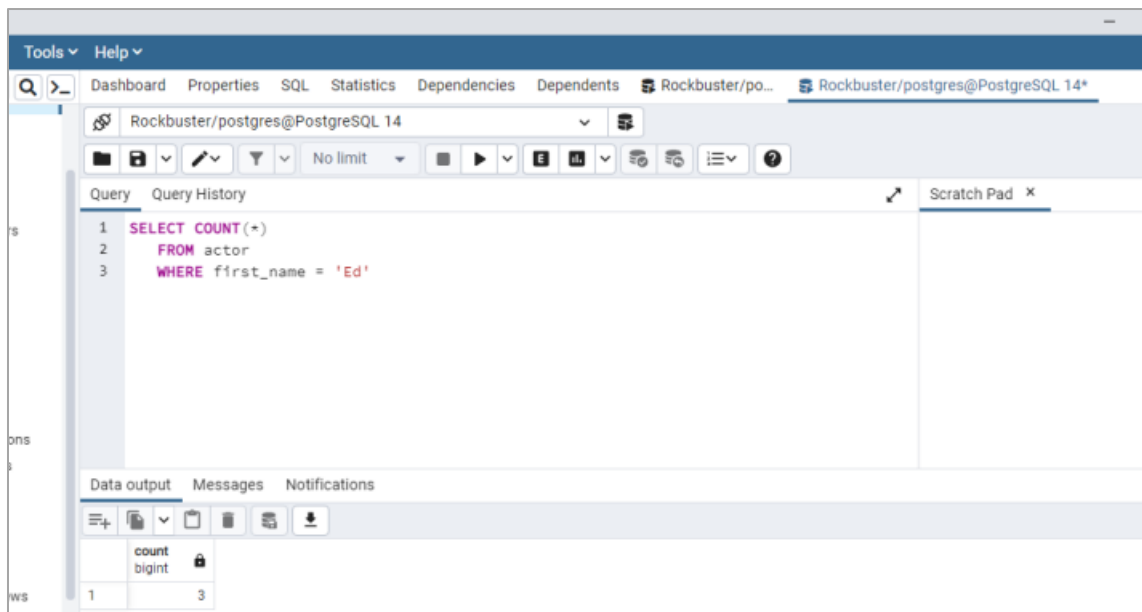 Tools Help
Dashboard Properties SQL Statistics Dependencies Dependents Rockbuster/po... Rockbuster/postgres@PostgreSQL 14*
Rockbuster/postgres@PostgreSQL 14
No limit
Query Query History Scratch Pad ×
1 SELECT COUNT(*)
2 FROM actor
3 WHERE first_name = 'Ed'
rs
ons
s
Data output Messages Notifications
count
bigint
ws 1 3